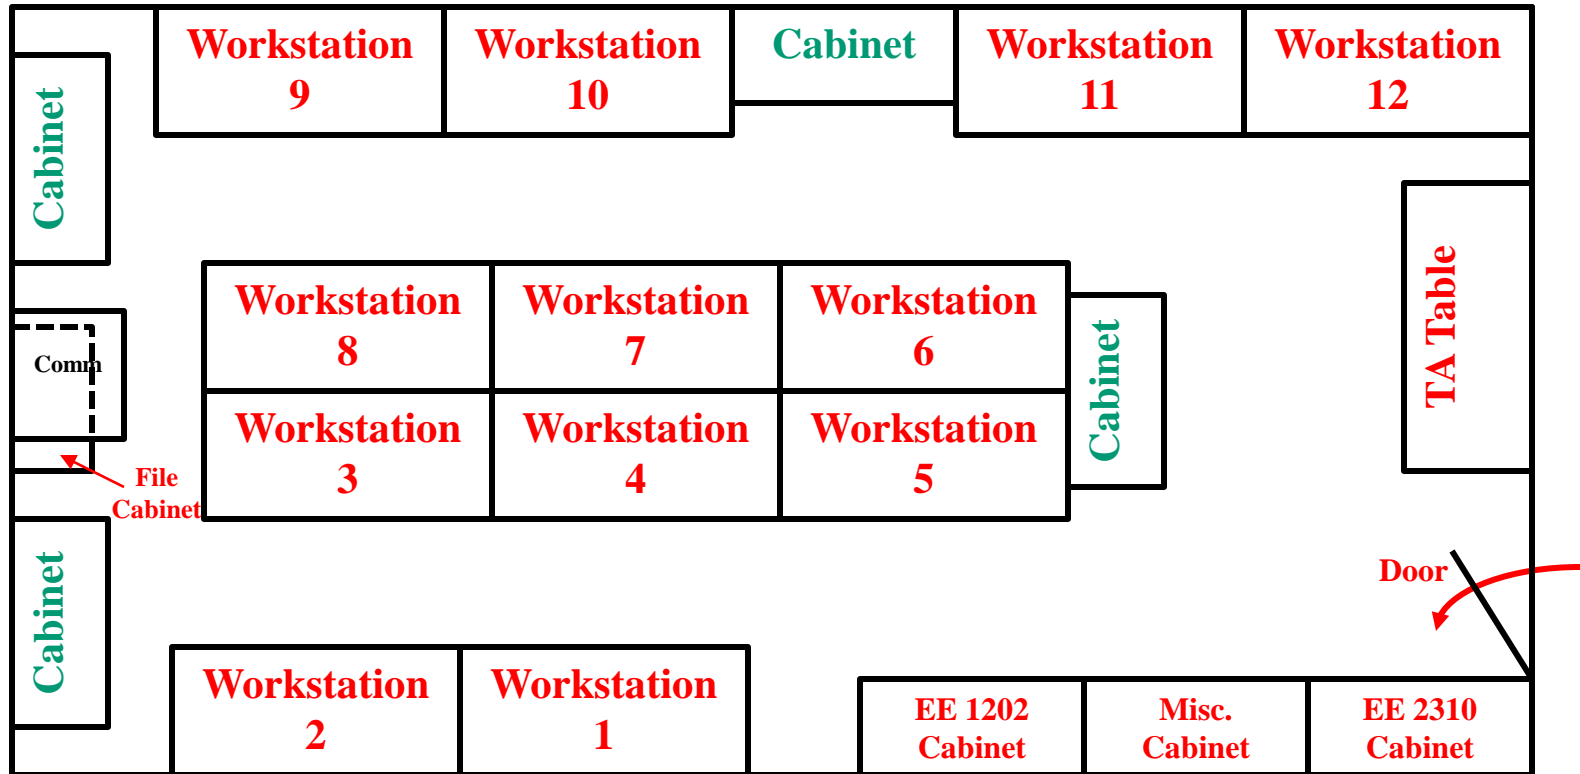 Workstation
9
Workstation
10
Cabinet
Workstation
11
Workstation
12
Cabinet
TA Table
Workstation
8
Workstation
7
Workstation
6
Cabinet
Comm
Workstation
3
Workstation
4
Workstation
5
File
Cabinet
Cabinet
Door
Workstation
2
Workstation
1
EE 1202
Cabinet
Misc.
Cabinet
EE 2310
Cabinet